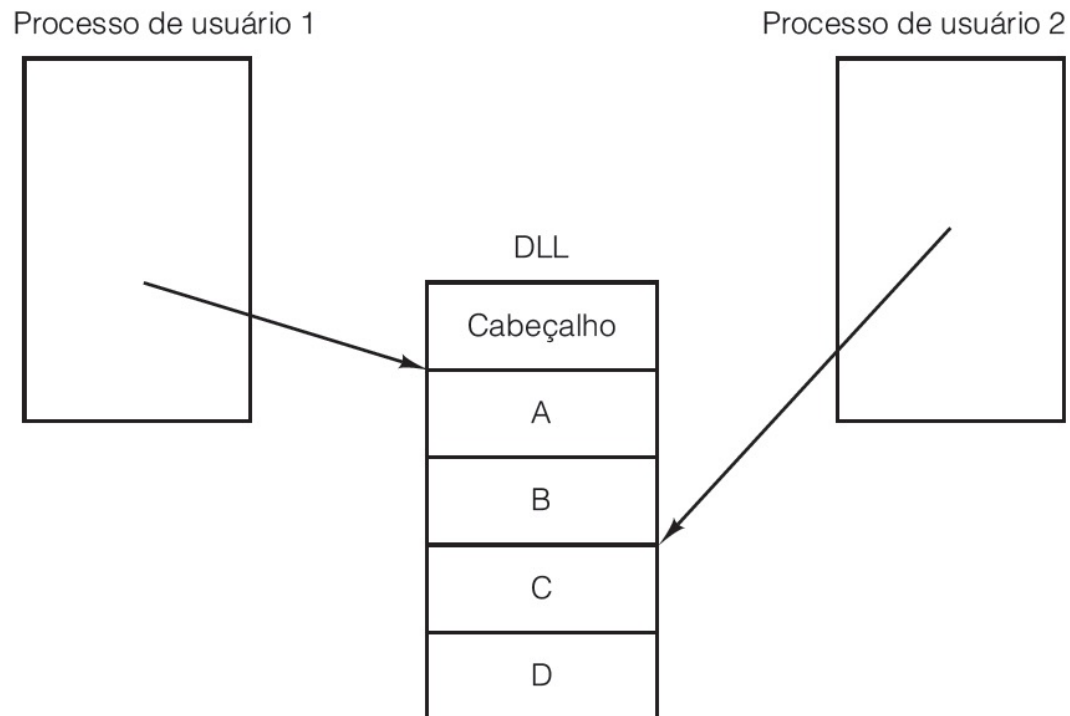 Processo de usuário 1
Processo de usuário 2
DLL
Cabeçalho
A
B
C
D